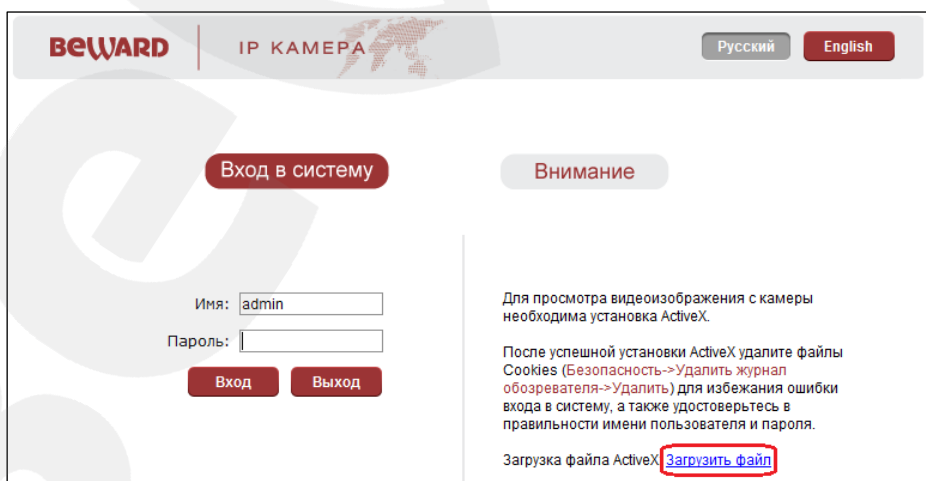 BEWARD
IP КАМЕРА
Русский
English
Вход в систему
Внимание
Имя: admin
Пароль:
Вход
Выход
Для просмотра видеоизображения с камеры
необходима установка ActiveX.
После успешной установки ActiveX удалите файлы
Cookies (Безопасность->Удалить журнал
обозревателя->Удалить) для избежания ошибки
входа в систему, а также удостоверьтесь в
правильности имени пользователя и пароля.
Загрузка файла ActiveX Загрузить файл